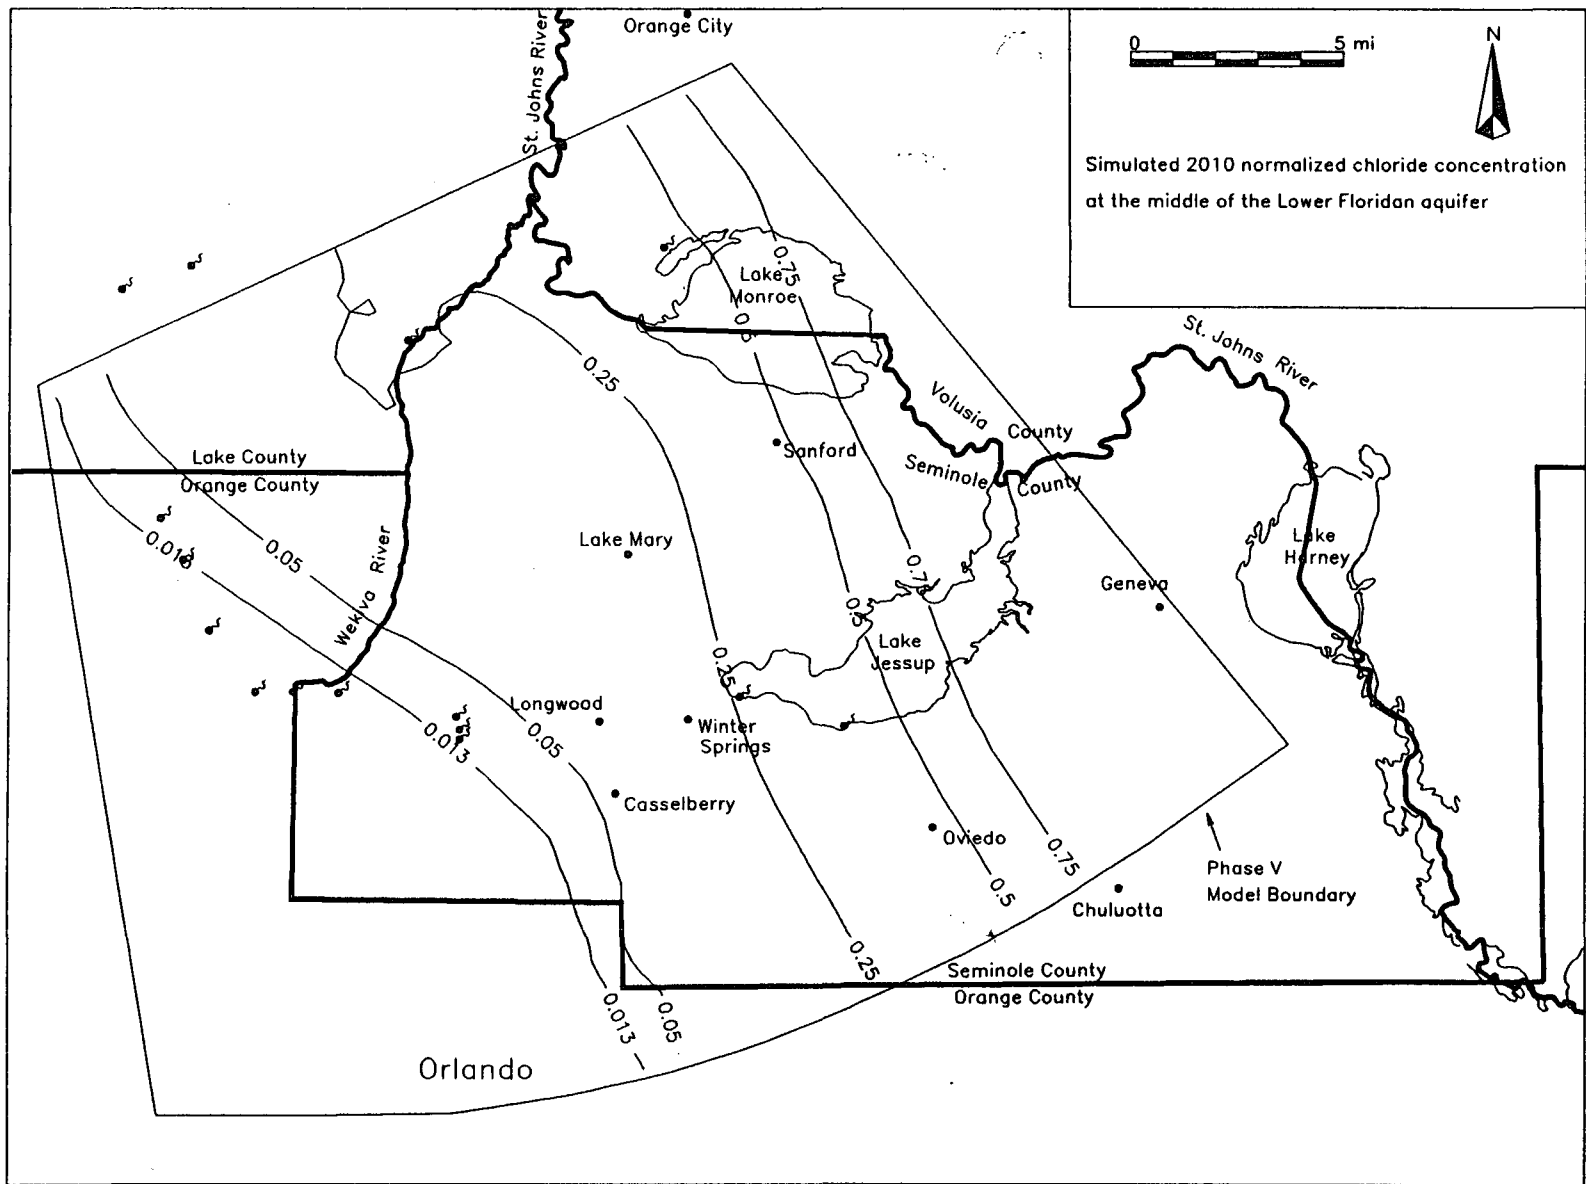 Orange City
St. Johns River
0 5 mi
N
Simulated 2010 normalized chloride concentration
at the middle of the Lower Floridan aquifer
0.75
Lake
Monroe
0.5
St. Johns River
0.25
Volusia County
Sanford
Seminole County
Lake County
Orange County
0.013
0.05
Wekiva River
Lake Mary
Lake
Harney
0.7
Geneva
0.5
Lake
Jessup
0.25
Longwood
Winter
Springs
0.013
0.05
Casselberry
Oviedo
0.75
0.5
Phase V
Model Boundary
Chuluotta
0.25
Seminole County
Orange County
0.013
0.05
Orlando